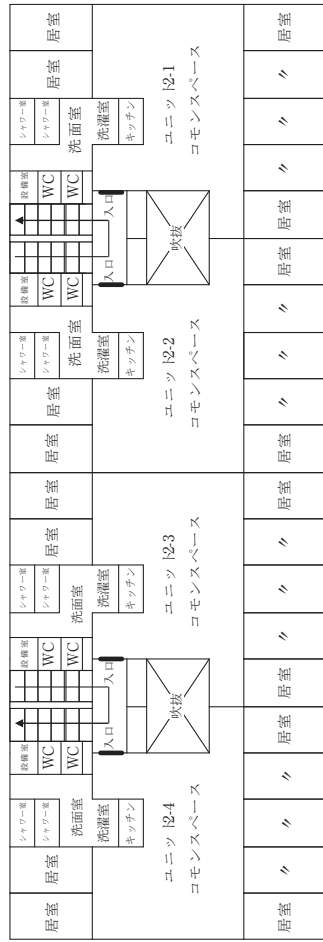 居室
居室
シャワー室
シャワー室
洗面室
洗濯室
キッチン
設備室
WC
WC
入口
入口
設備室
WC
WC
シャワー室
シャワー室
洗面室
洗濯室
キッチン
居室
居室
居室
居室
シャワー室
シャワー室
洗面室
洗濯室
キッチン
設備室
WC
WC
入口
入口
設備室
WC
WC
シャワー室
シャワー室
洗面室
洗濯室
キッチン
居室
居室
ユニット2-4
コモンスペース
吹抜
ユニット2-3
コモンスペース
ユニット2-2
コモンスペース
吹抜
ユニット2-1
コモンスペース
居室
〃
〃
〃
居室
居室
〃
〃
〃
居室
居室
〃
〃
〃
居室
居室
〃
〃
〃
居室